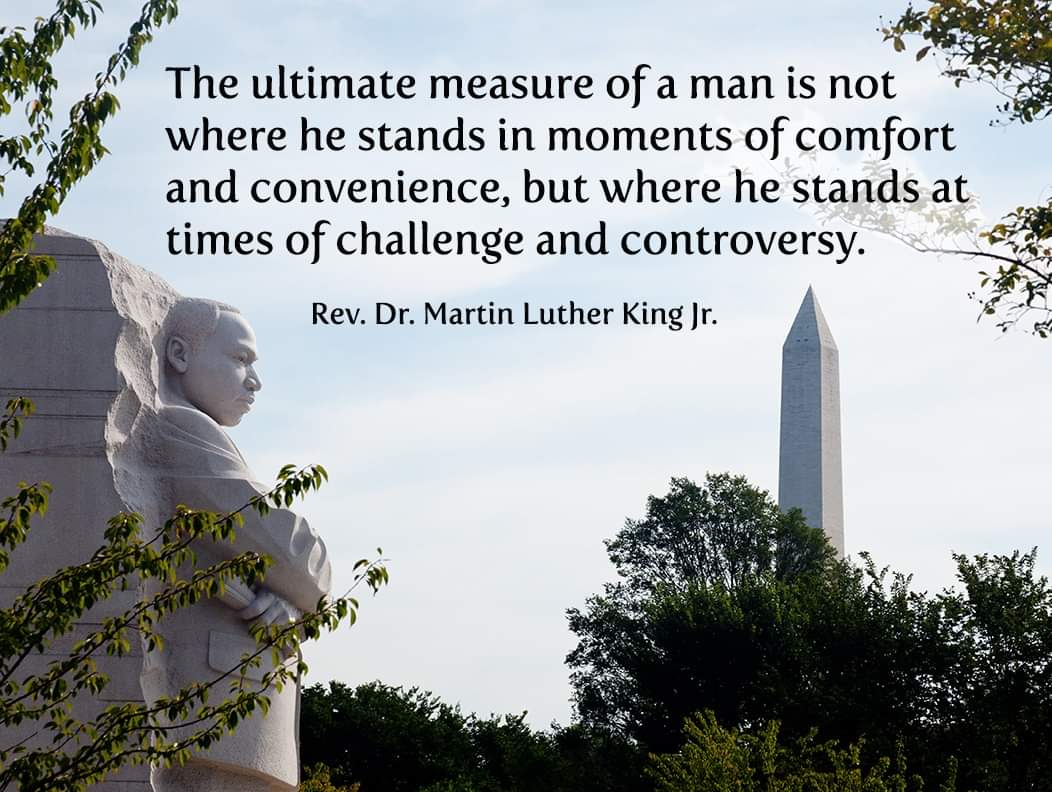 The ultimate measure of a man is not
where he stands in moments of comfort
and convenience, but where he stands at
times of challenge and controversy.
Rev. Dr. Martin Luther King Jr.